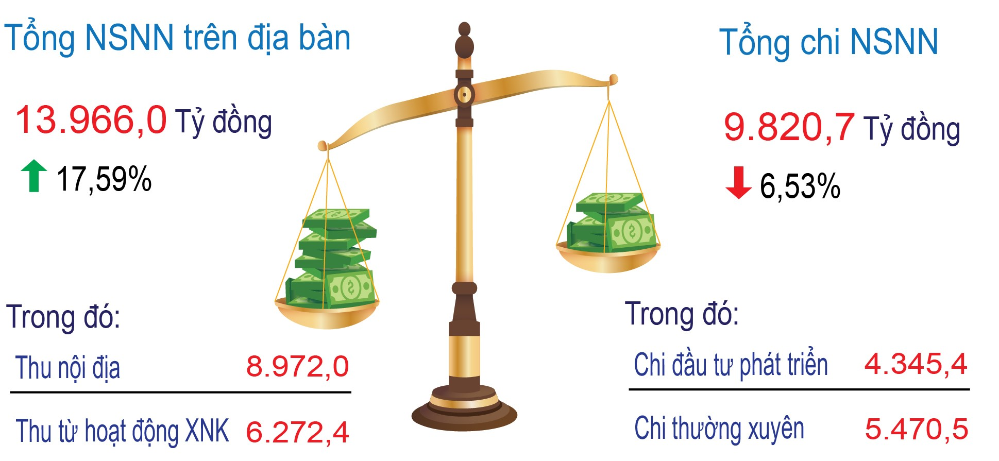 Tổng NSNN trên địa bàn
13.966,0 Tỷ đồng
17,59%
Trong đó:
Thu nội địa 8.972,0
Thu từ hoạt động XNK 6.272,4
Tổng chi NSNN
9.820,7 Tỷ đồng
6,53%
Trong đó:
Chi đầu tư phát triển 4.345,4
Chi thường xuyên 5.470,5